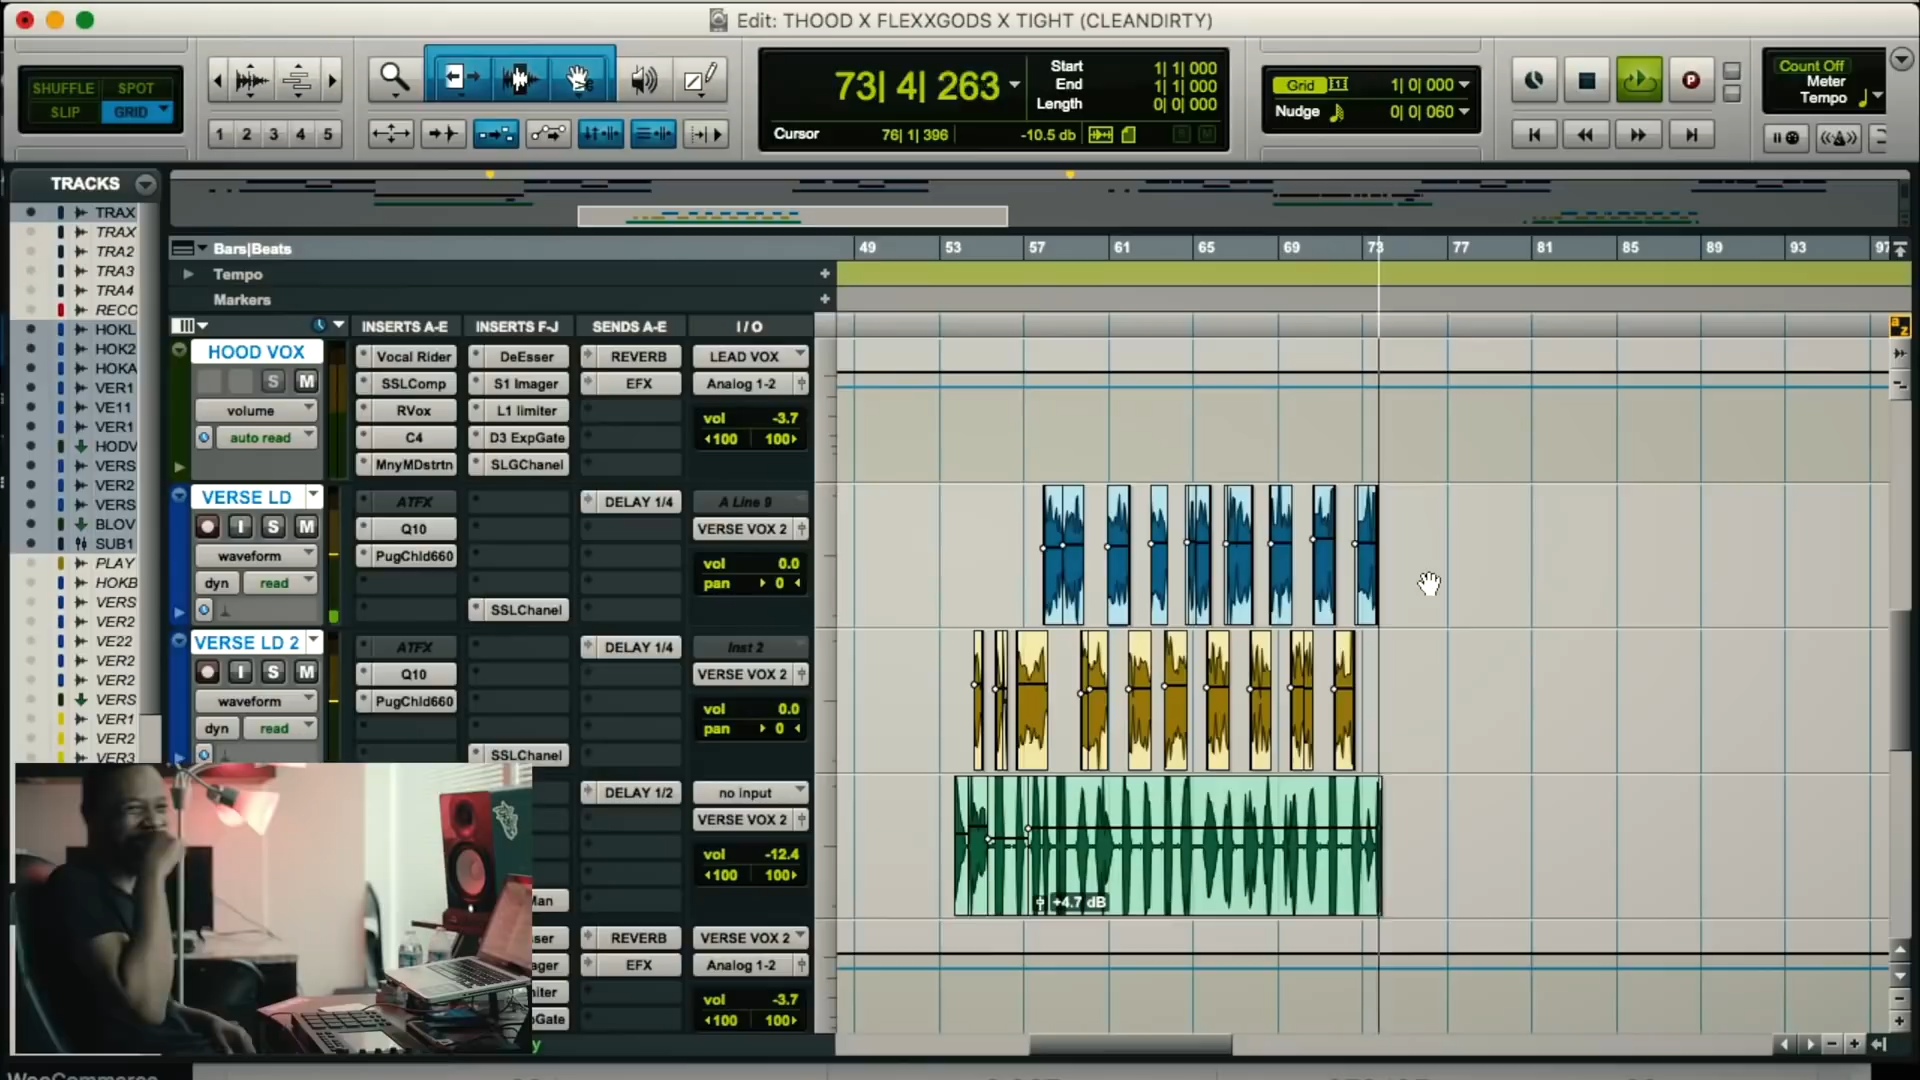 Edit: THOOD X FLEXXGODS X TIGHT (CLEANDIRTY)
SHUFFLE SPOT
SLIP GRID
1 2 3 4 5
73| 4| 263
Start 1| 1| 000
End 1| 1| 000
Length 0| 0| 000
Cursor 76| 1| 396 -10.5 db
Grid 1| 0| 000
Nudge 0| 0| 060
P
Count Off
Meter
Tempo
TRACKS
TRAX
TRAX
TRA2
TRA3
TRA4
RECO
HOKL
HOK2
HOKA
VER1
VE11
VER1
HODV
VERS
VER2
VERS
BLOV
SUB1
PLAY
HOKB
VERS
VER2
VE22
VER2
VER2
VERS
VER1
VER2
VER3
Bars|Beats 49 53 57 61 65 69 73 77 81 85 89 93 97
Tempo
Markers
INSERTS A-E INSERTS F-J SENDS A-E I / O
HOOD VOX Vocal Rider DeEsser REVERB LEAD VOX
S M SSLComp S1 Imager EFX Analog 1-2
volume RVox L1 limiter vol -3.7
auto read C4 D3 ExpGate 100 100
MnyMDstrtn SLGChanel
VERSE LD ATFX DELAY 1/4 A Line 9
I S M Q10 VERSE VOX 2
waveform PugChld660 vol 0.0
dyn read pan 0
SSLChanel
VERSE LD 2 ATFX DELAY 1/4 Inst 2
I S M Q10 VERSE VOX 2
waveform PugChld660 vol 0.0
dyn read pan 0
SSLChanel
DELAY 1/2 no input
VERSE VOX 2
vol -12.4
100 100
Man +4.7 dB
sser REVERB VERSE VOX 2
ager EFX Analog 1-2
niter vol -3.7
Gate 100 100